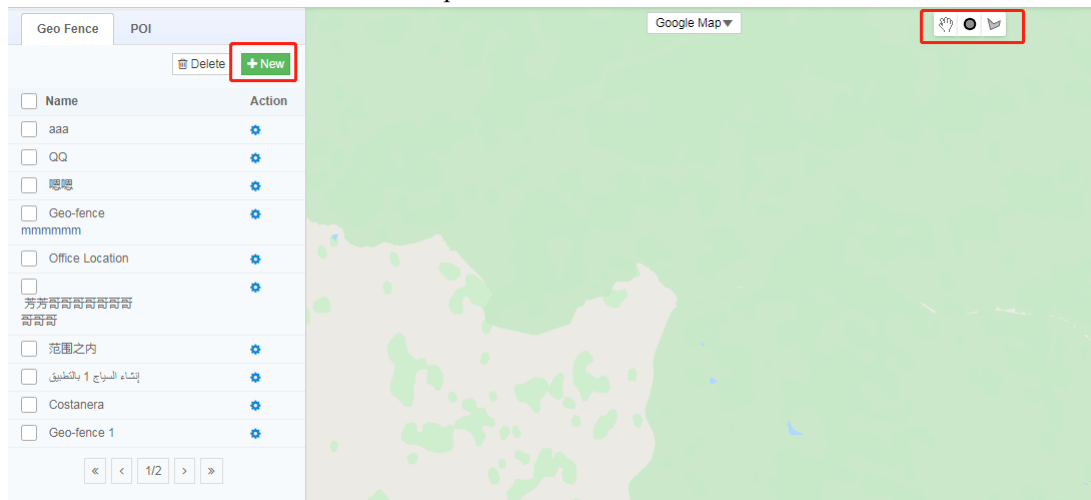 Geo Fence POI
Google Map▼
Delete + New
Name Action
aaa
QQ
嗯嗯
Geo-fence
mmmmmmm
Office Location
芳芳哥哥哥哥哥哥哥
哥哥哥
范围之内
إنشاء السياج 1 بالتطبيق
Costanera
Geo-fence 1
« < 1/2 > »